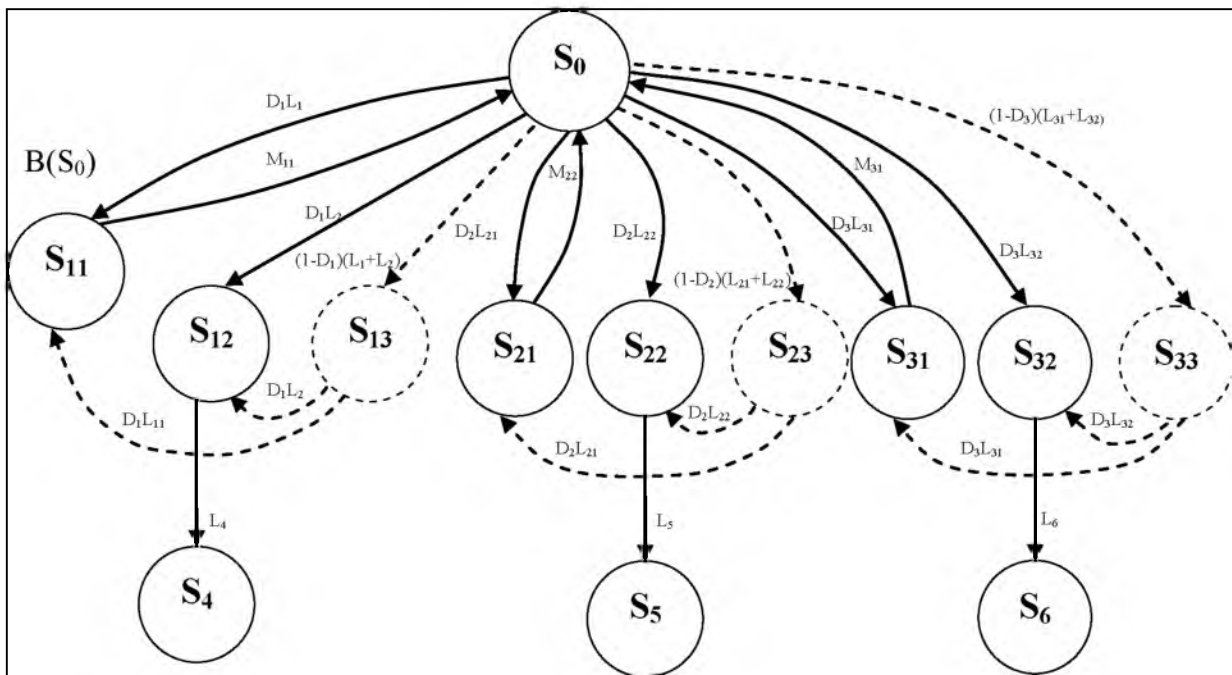 S₀
D₁L₁
(1-D₃)(L₃₁+L₃₂)
B(S₀)
M₁₁
M₂₂
M₃₁
D₁L₂
D₂L₂₁
D₂L₂₂
D₃L₃₁
D₃L₃₂
(1-D₁)(L₁+L₂)
(1-D₂)(L₂₁+L₂₂)
S₁₁
S₁₂
S₁₃
S₂₁
S₂₂
S₂₃
S₃₁
S₃₂
S₃₃
D₁L₁₁
D₁L₂
D₂L₂₁
D₂L₂₂
D₃L₃₁
D₃L₃₂
L₄
L₅
L₆
S₄
S₅
S₆